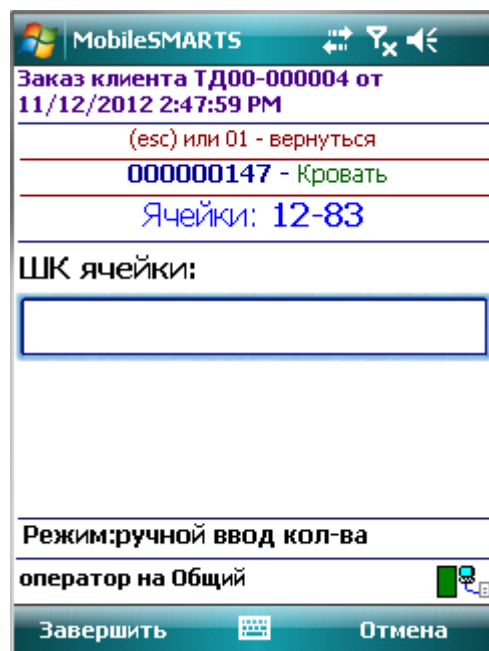 MobileSMARTS
Заказ клиента ТД00-000004 от
11/12/2012 2:47:59 PM
(esc) или 01 - вернуться
000000147 - Кровать
Ячейки: 12-83
ШК ячейки:
Режим:ручной ввод кол-ва
оператор на Общий
Завершить
Отмена